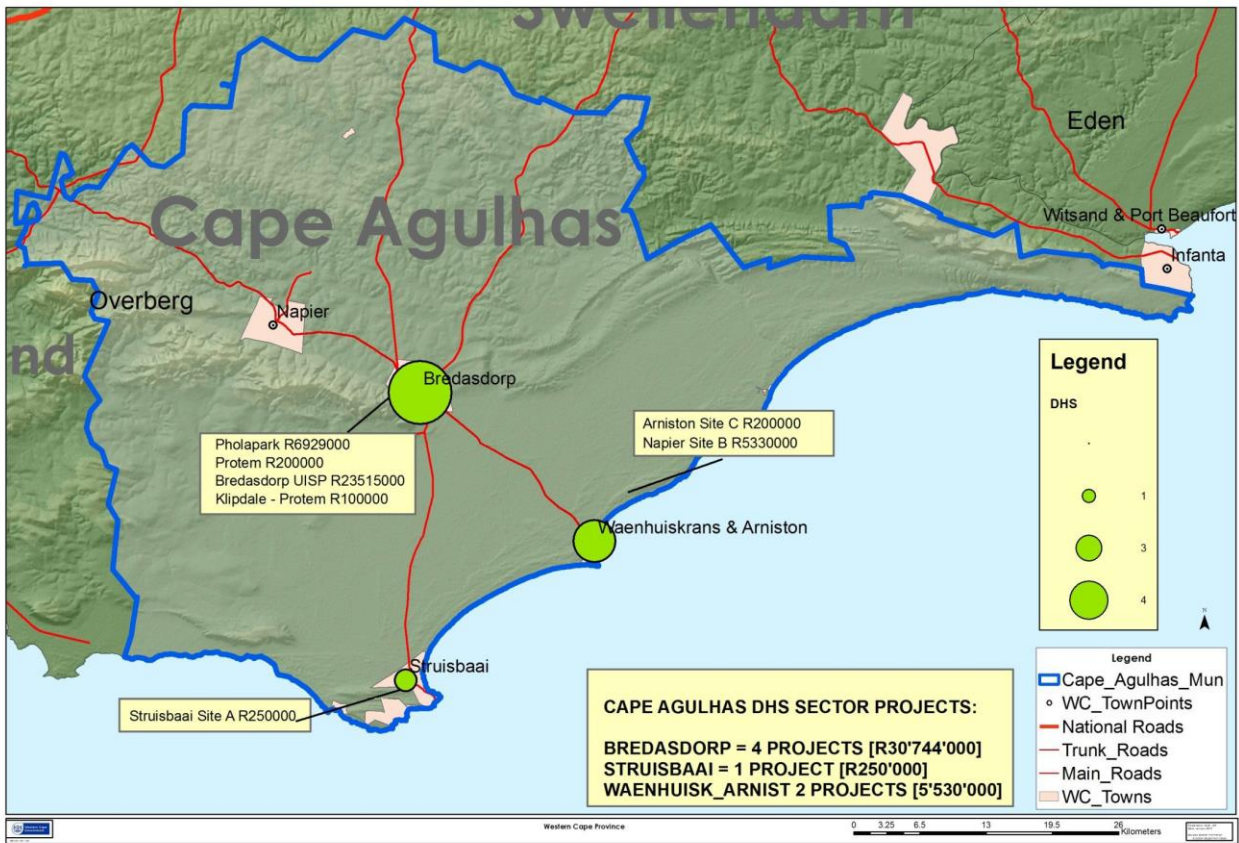 Swellendam
Eden
Witsand & Port Beaufort
Infanta
Cape Agulhas
Overberg
Napier
nd
Bredasdorp
Legend
DHS
1
3
4
Arniston Site C R200000
Napier Site B R5330000
Pholapark R6929000
Protem R200000
Bredasdorp UISP R23515000
Klipdale - Protem R100000
Waenhuiskrans & Arniston
N
Struisbaai
Struisbaai Site A R250000
CAPE AGULHAS DHS SECTOR PROJECTS:
BREDASDORP = 4 PROJECTS [R30'744'000]
STRUISBAAI = 1 PROJECT [R250'000]
WAENHUISK_ARNIST 2 PROJECTS [5'530'000]
Legend
Cape_Agulhas_Mun
WC_TownPoints
National Roads
Trunk_Roads
Main_Roads
WC_Towns
Western Cape Province
0 3.25 6.5 13 19.5 26
Kilometers